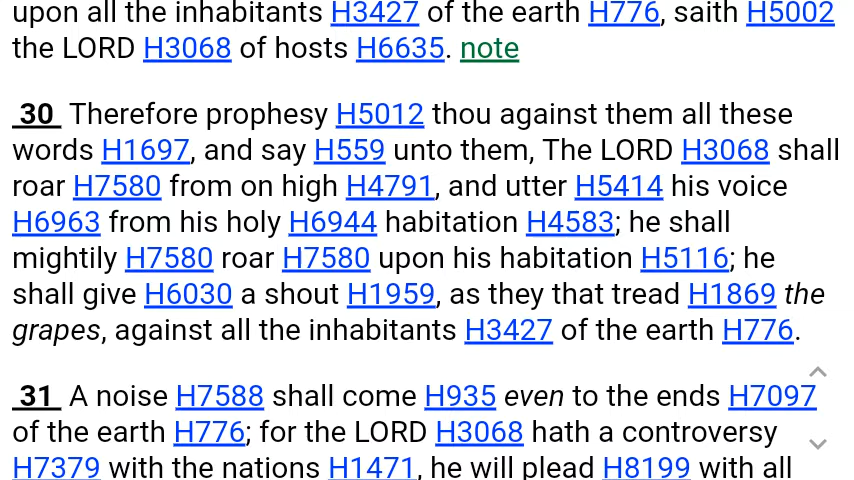 upon all the inhabitants H3427 of the earth H776, saith H5002
the LORD H3068 of hosts H6635. note
30 Therefore prophesy H5012 thou against them all these
words H1697, and say H559 unto them, The LORD H3068 shall
roar H7580 from on high H4791, and utter H5414 his voice
H6963 from his holy H6944 habitation H4583; he shall
mightily H7580 roar H7580 upon his habitation H5116; he
shall give H6030 a shout H1959, as they that tread H1869 the
grapes, against all the inhabitants H3427 of the earth H776.
31 A noise H7588 shall come H935 even to the ends H7097
of the earth H776; for the LORD H3068 hath a controversy
H7379 with the nations H1471, he will plead H8199 with all